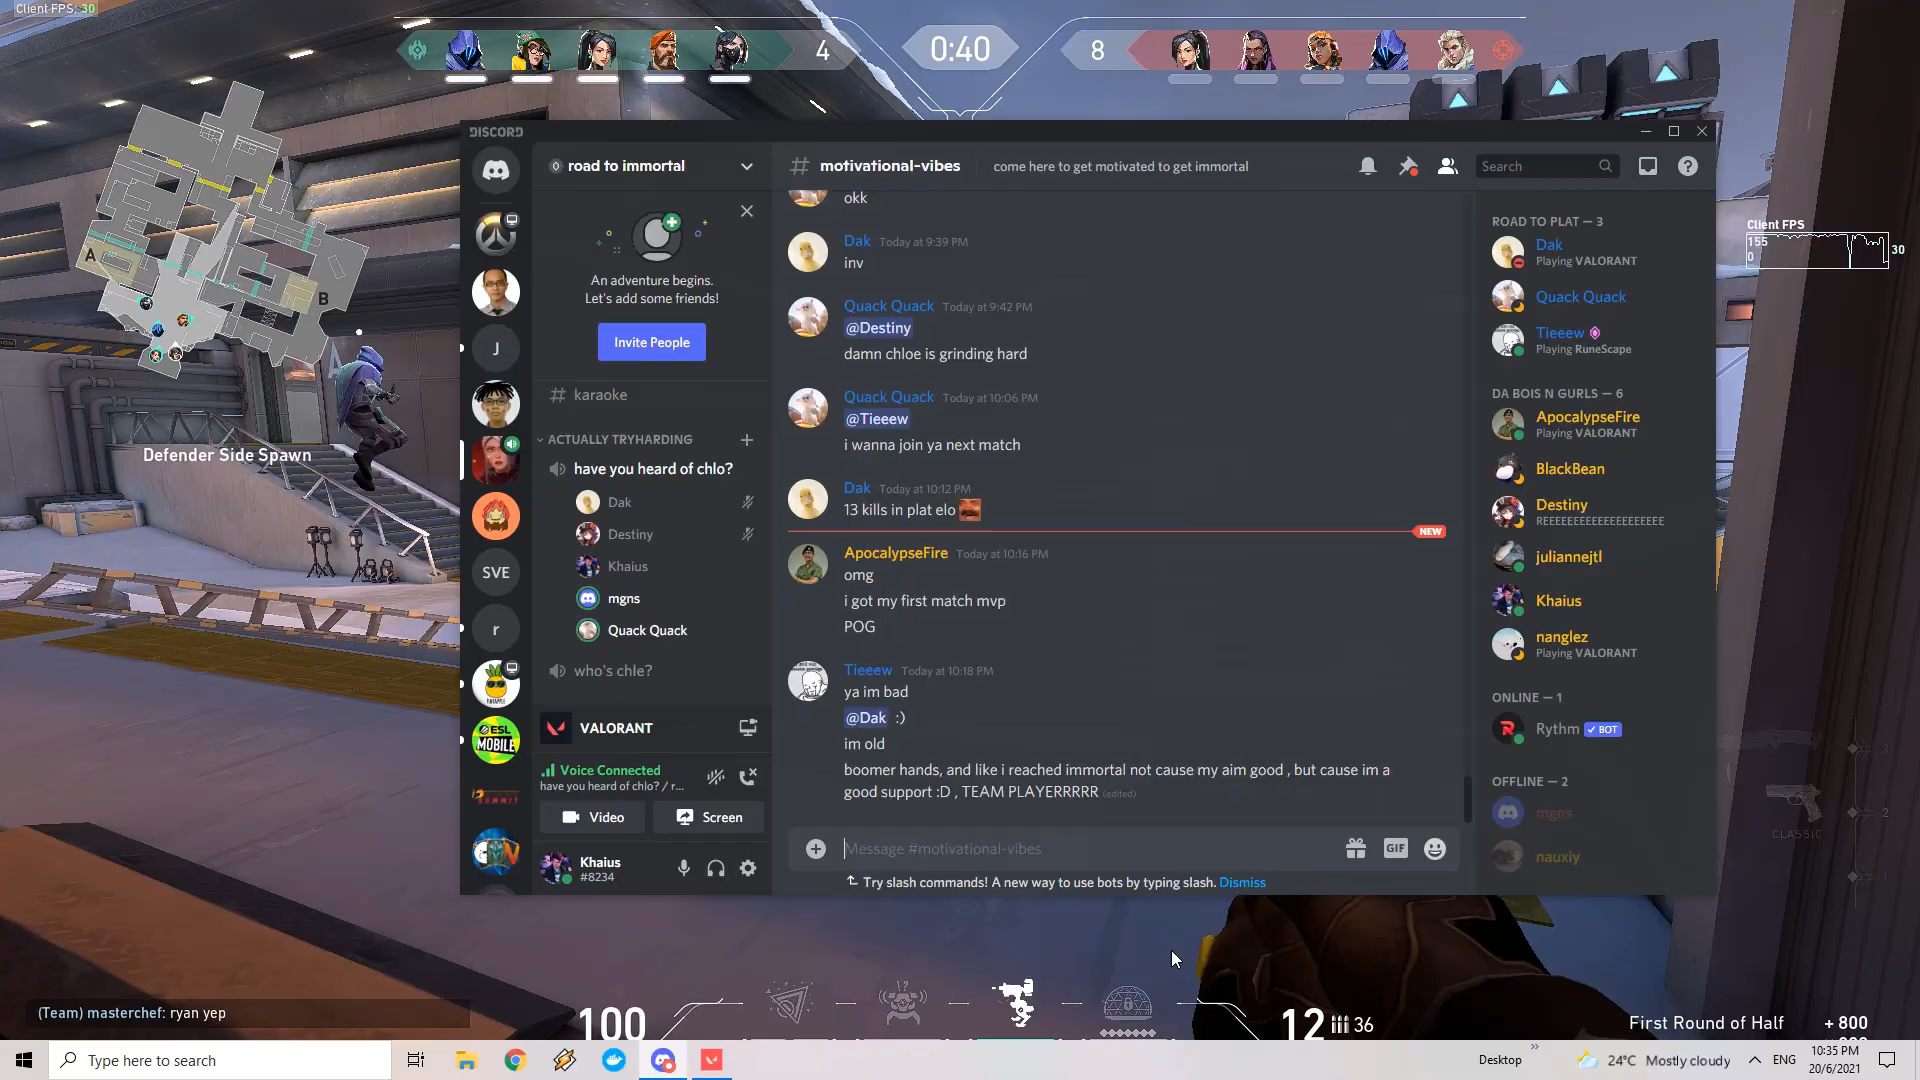 Client FPS: 30
4
0:40
8
A
B
Defender Side Spawn
Client FPS
155
0
30
DISCORD
road to immortal
motivational-vibes
come here to get motivated to get immortal
Search
An adventure begins.
Let's add some friends!
Invite People
karaoke
ACTUALLY TRYHARDING
have you heard of chlo?
Dak
Destiny
Khaius
mgns
Quack Quack
who's chle?
J
SVE
r
ESL
MOBILE
VALORANT
Voice Connected
have you heard of chlo? / r...
Video
Screen
Khaius
#8234
okk
Dak Today at 9:39 PM
inv
Quack Quack Today at 9:42 PM
@Destiny
damn chloe is grinding hard
Quack Quack Today at 10:06 PM
@Tieeew
i wanna join ya next match
Dak Today at 10:12 PM
13 kills in plat elo
NEW
ApocalypseFire Today at 10:16 PM
omg
i got my first match mvp
POG
Tieeew Today at 10:18 PM
ya im bad
@Dak :)
im old
boomer hands, and like i reached immortal not cause my aim good , but cause im a
good support :D , TEAM PLAYERRRRR (edited)
Message #motivational-vibes
GIF
Try slash commands! A new way to use bots by typing slash. Dismiss
ROAD TO PLAT — 3
Dak
Playing VALORANT
Quack Quack
Tieeew
Playing RuneScape
DA BOIS N GURLS — 6
ApocalypseFire
Playing VALORANT
BlackBean
Destiny
REEEEEEEEEEEEEEEEEEEE
juliannejtl
Khaius
nanglez
Playing VALORANT
ONLINE — 1
Rythm BOT
OFFLINE — 2
mgns
nauxiy
3
2
CLASSIC
1
(Team) masterchef: ryan yep
100
12 36
First Round of Half + 800
Type here to search
Desktop
24°C Mostly cloudy
ENG
10:35 PM
20/6/2021